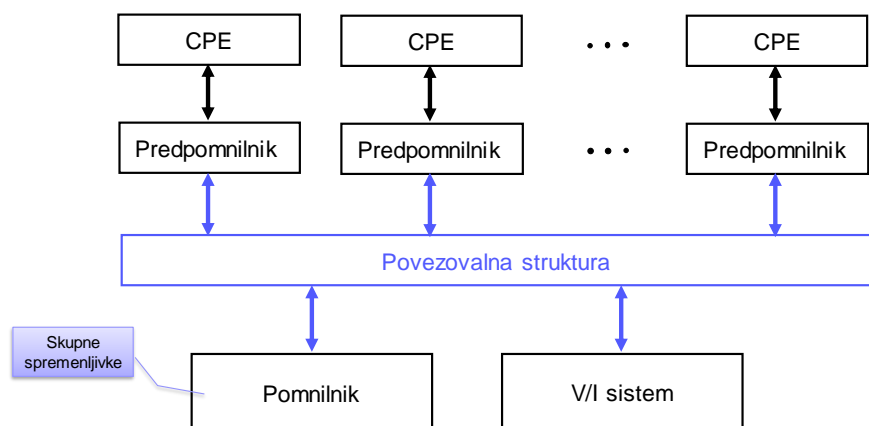 CPE CPE • • • CPE
Predpomnilnik Predpomnilnik • • • Predpomnilnik
Povezovalna struktura
Skupne
spremenljivke
Pomnilnik V/I sistem